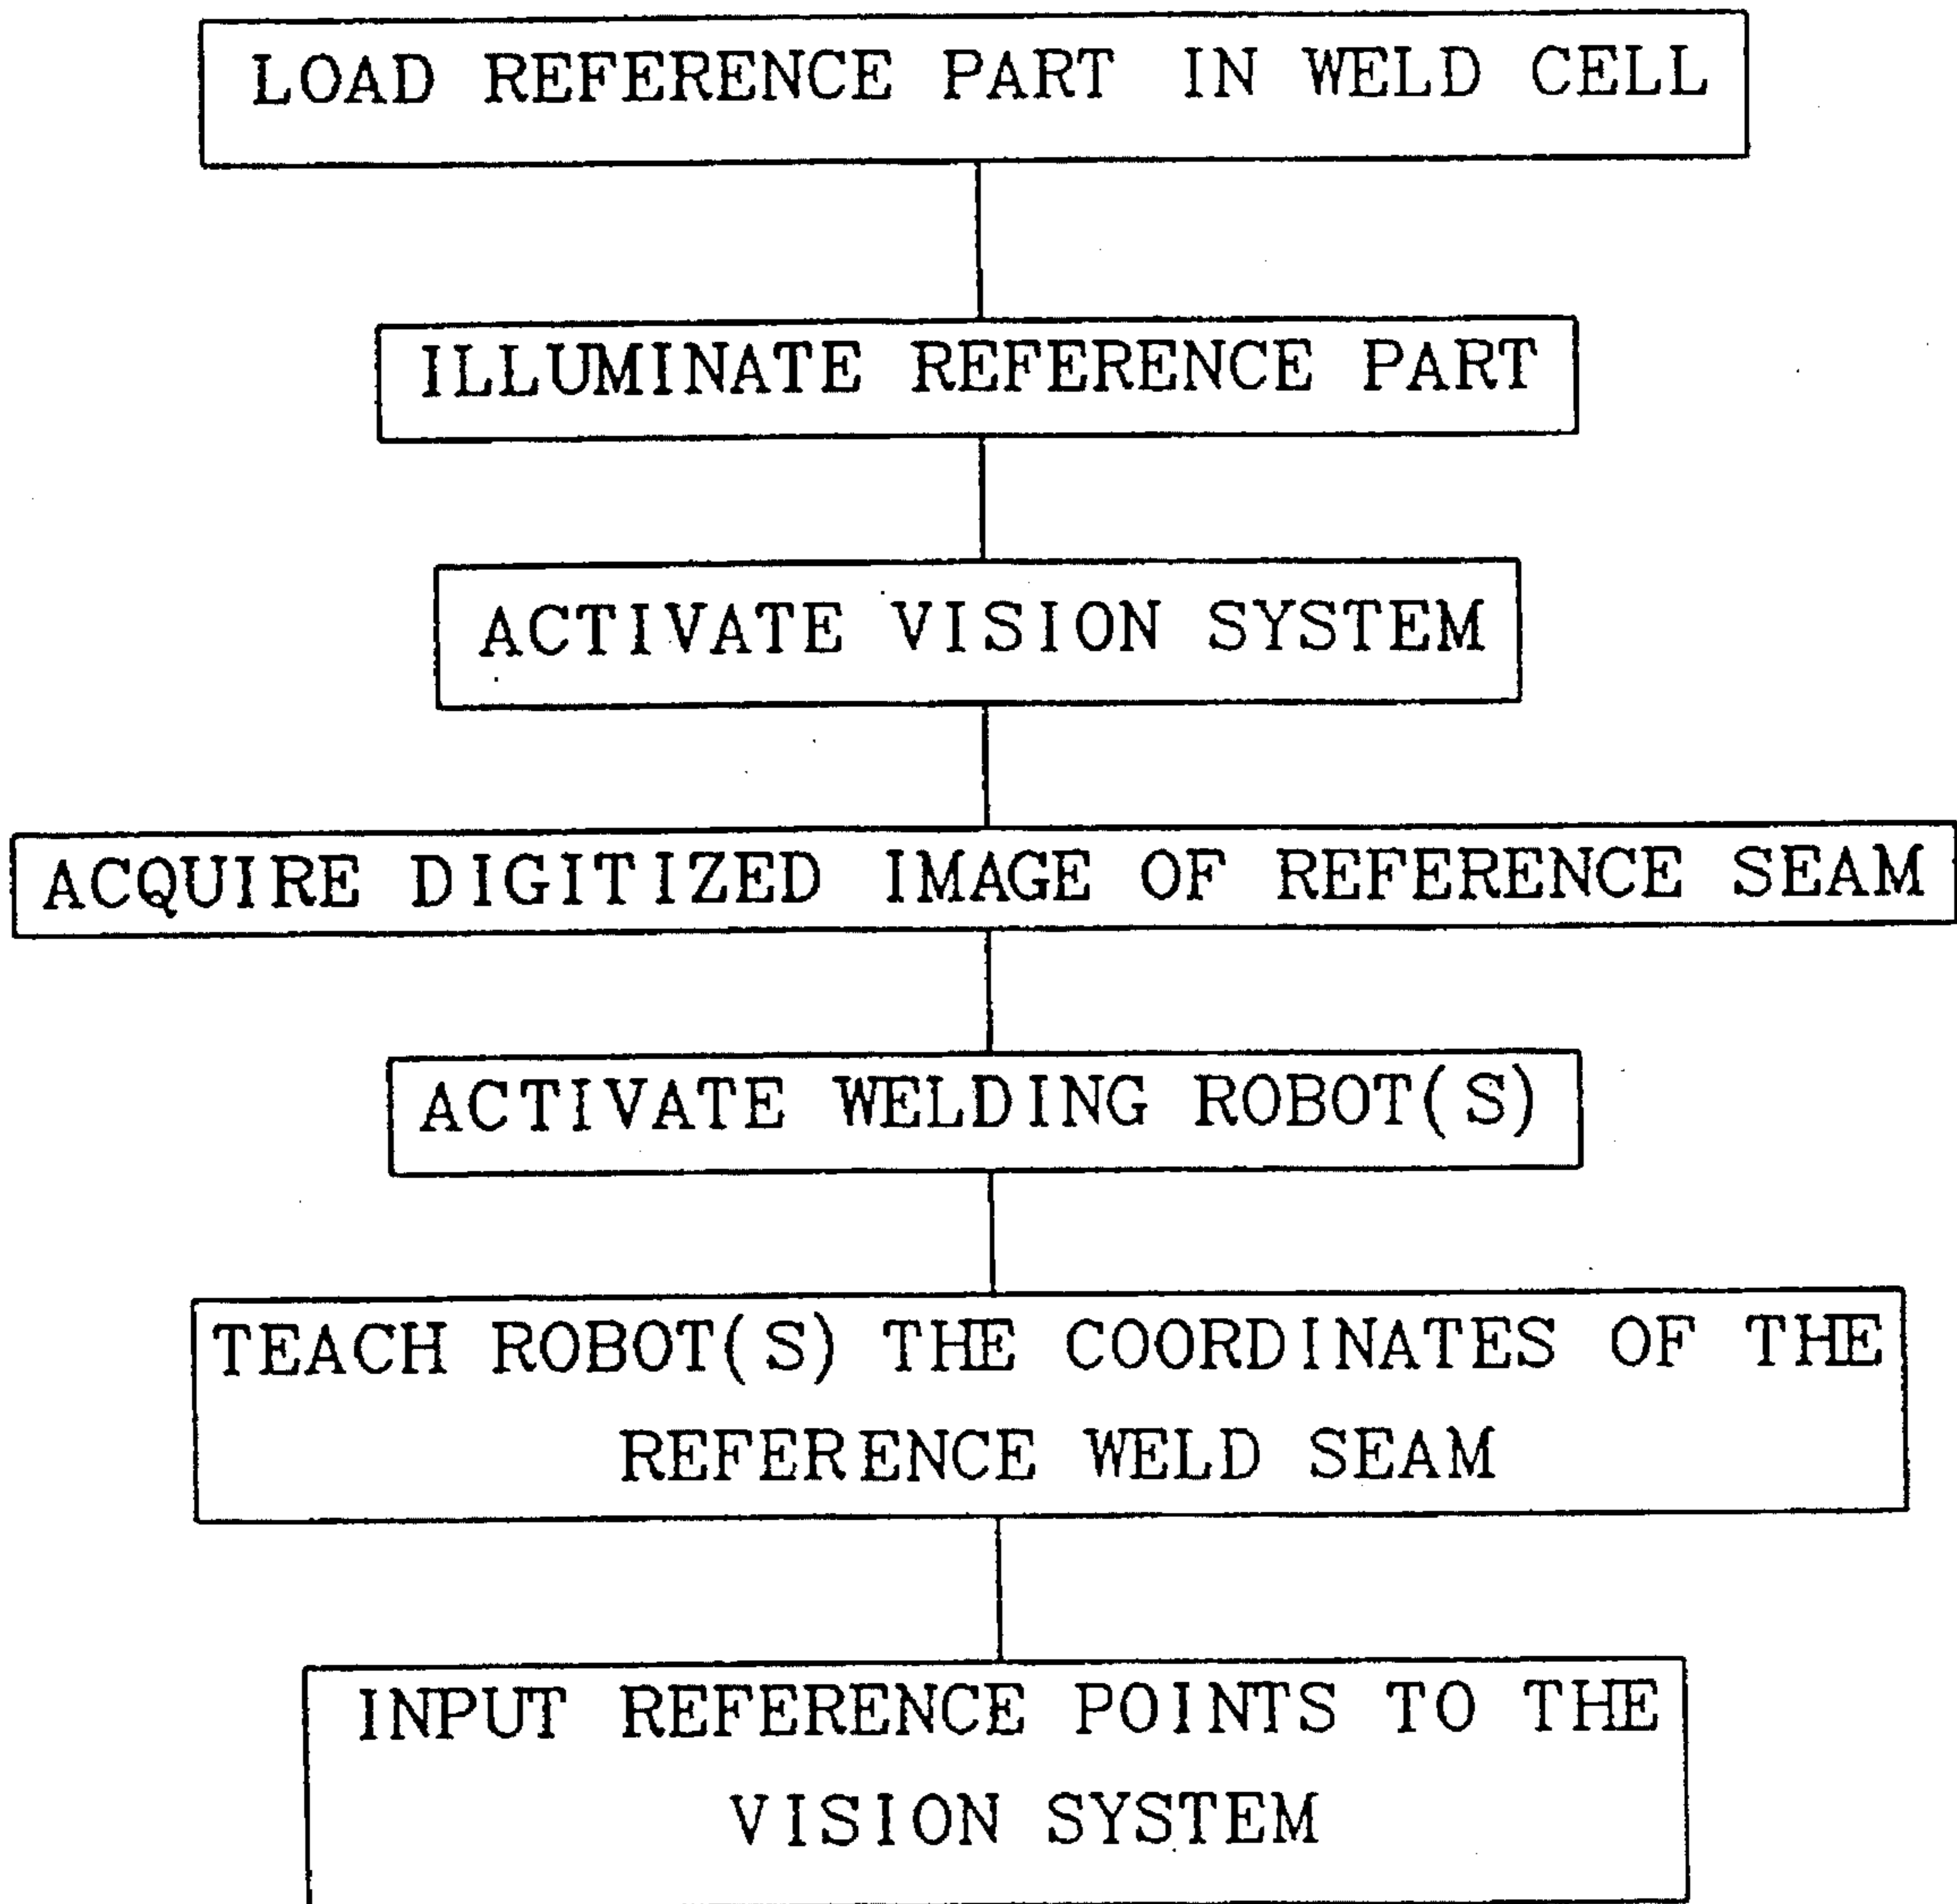 LOAD REFERENCE PART IN WELD CELL
ILLUMINATE REFERENCE PART
ACTIVATE VISION SYSTEM
ACQUIRE DIGITIZED IMAGE OF REFERENCE SEAM
ACTIVATE WELDING ROBOT(S)
TEACH ROBOT(S) THE COORDINATES OF THE
REFERENCE WELD SEAM
INPUT REFERENCE POINTS TO THE
VISION SYSTEM